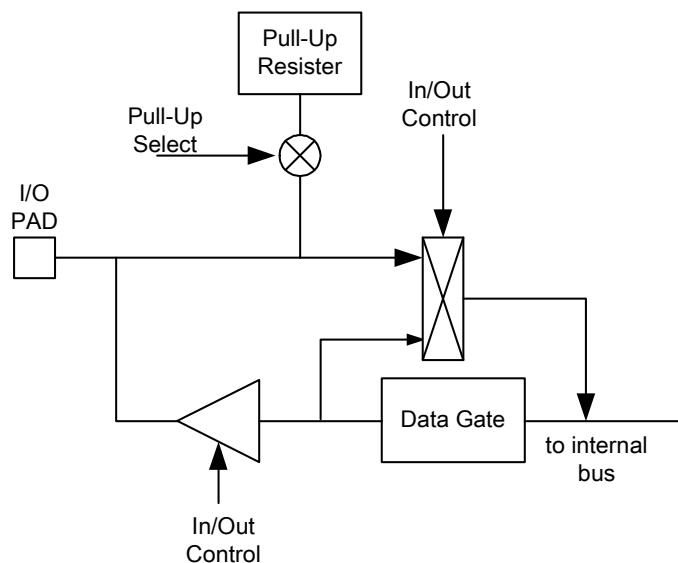 Pull-Up
Resister
In/Out
Control
Pull-Up
Select
I/O
PAD
Data Gate
to internal
bus
In/Out
Control